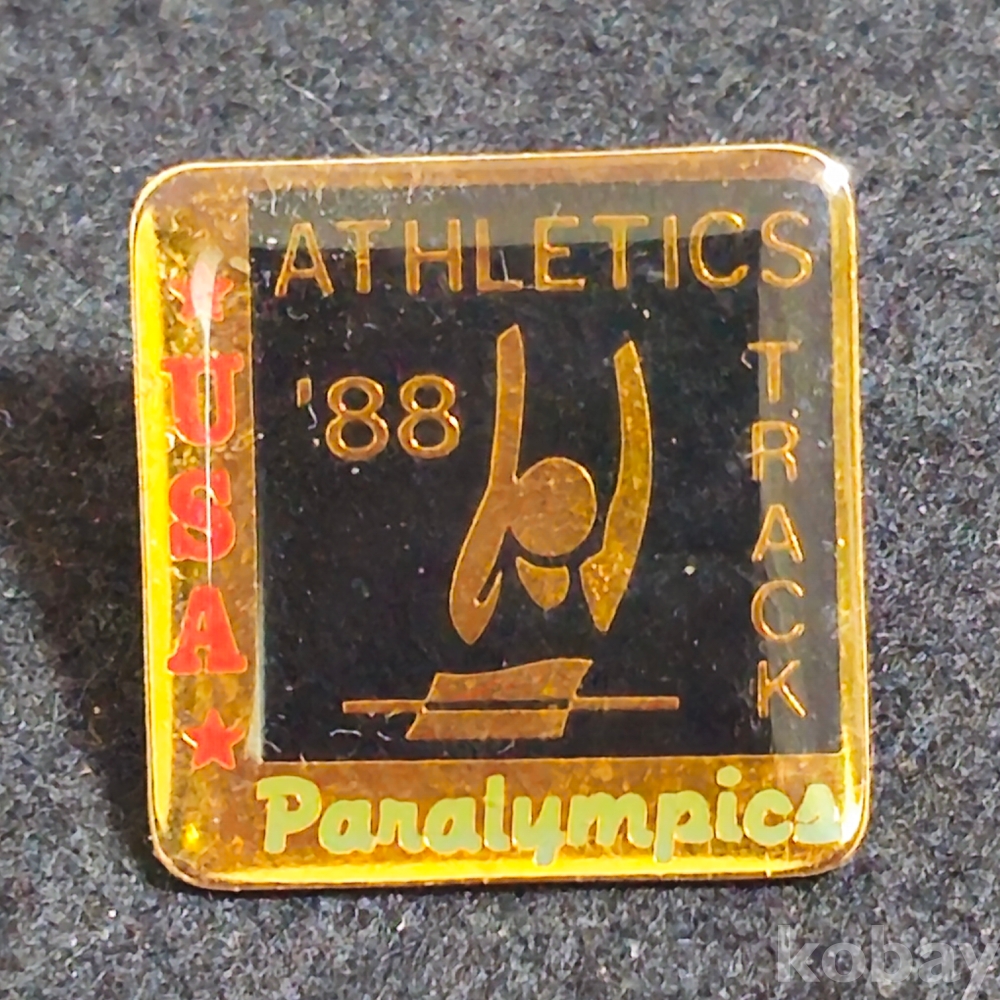 ATHLETICS
'88
TRACK
USA
Paralympics
kobay